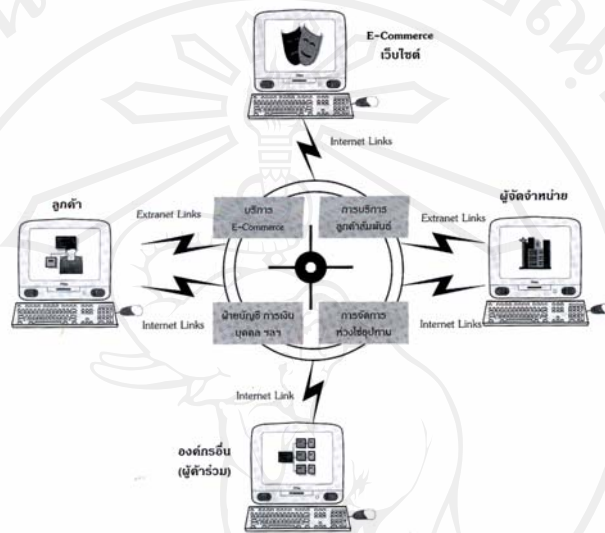 E-Commerce
เว็บไซต์
Internet Links
ลูกค้า
Extranet Links
บริการ
E-Commerce
การบริการ
ลูกค้าสัมพันธ์
Extranet Links
ผู้จัดจำหน่าย
Internet Links
ฝ่ายบัญชี การเงิน
บุคคล ฯลฯ
การจัดการ
ห่วงโซ่อุปทาน
Internet Links
Internet Link
องค์กรอื่น
(ผู้ค้าร่วม)